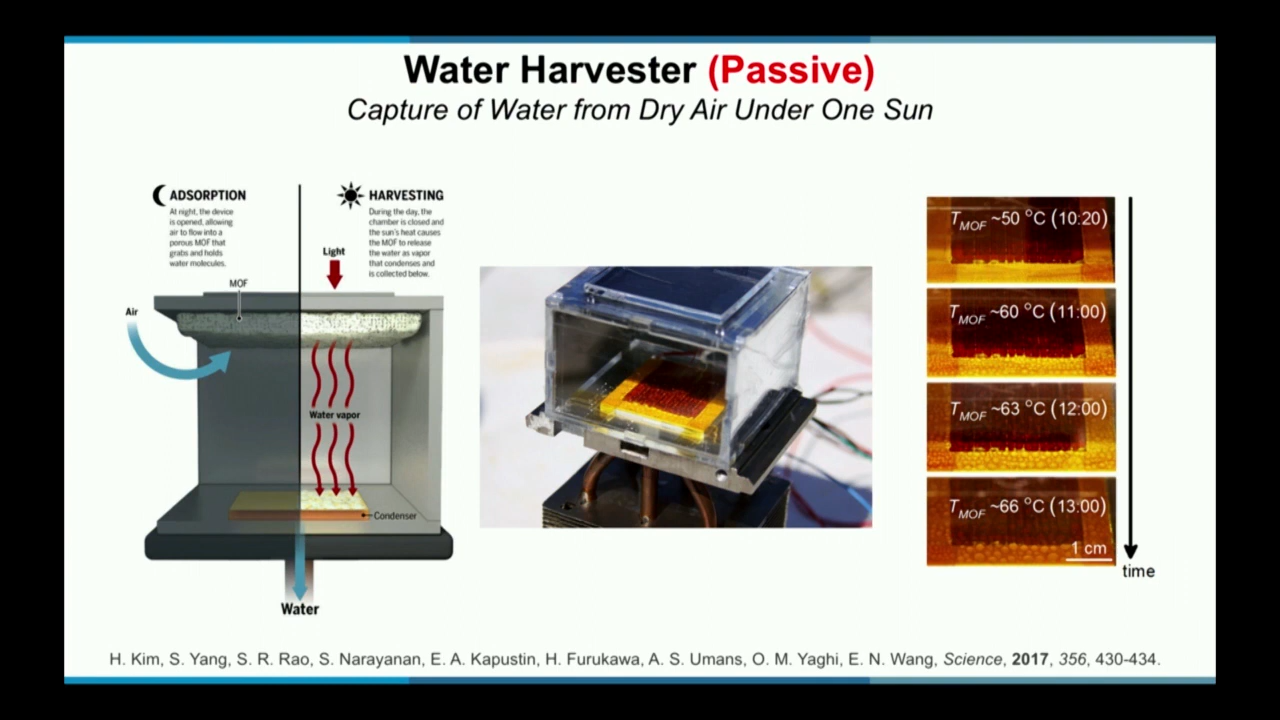 Water Harvester (Passive)
Capture of Water from Dry Air Under One Sun
ADSORPTION
At night, the device
is opened, allowing
air to flow into a
porous MOF that
grabs and holds
water molecules.
HARVESTING
During the day, the
chamber is closed and
the sun's heat causes
the MOF to release
the water as vapor
that condenses and
is collected below.
Light
MOF
Air
Water vapor
Condenser
Water
T_MOF ~50 °C (10:20)
T_MOF ~60 °C (11:00)
T_MOF ~63 °C (12:00)
T_MOF ~66 °C (13:00)
1 cm
time
H. Kim, S. Yang, S. R. Rao, S. Narayanan, E. A. Kapustin, H. Furukawa, A. S. Umans, O. M. Yaghi, E. N. Wang, Science, 2017, 356, 430-434.